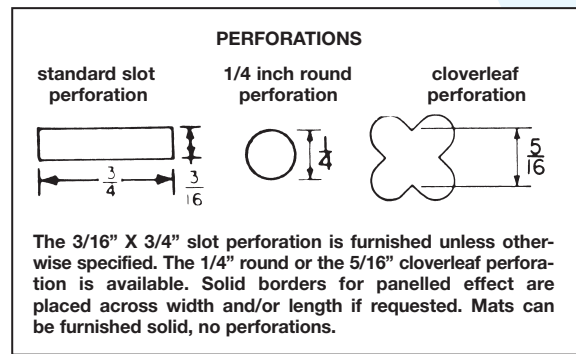 PERFORATIONS
standard slot
perforation
1/4 inch round
perforation
cloverleaf
perforation
3/4
3/16
1/4
5/16
The 3/16” X 3/4” slot perforation is furnished unless other-
wise specified. The 1/4” round or the 5/16” cloverleaf perfora-
tion is available. Solid borders for panelled effect are
placed across width and/or length if requested. Mats can
be furnished solid, no perforations.